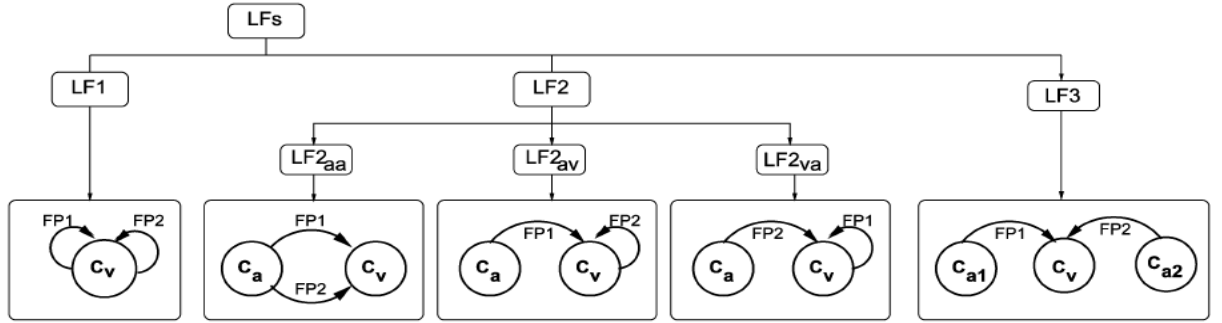 LFs
LF1
LF2
LF3
LF2aa
LF2av
LF2va
FP1
FP2
Cv
FP1
Ca
Cv
FP2
FP1
FP2
Ca
Cv
FP2
FP1
Ca
Cv
FP1
FP2
Ca1
Cv
Ca2